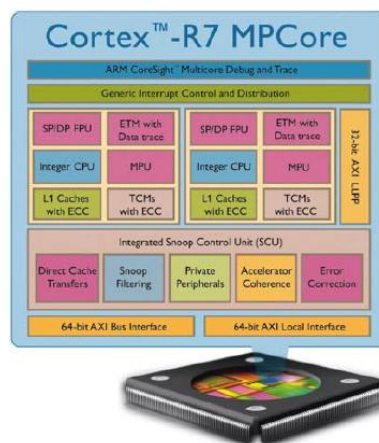 Cortex™-R7 MPCore
ARM CoreSight™ Multicore Debug and Trace
Generic Interrupt Control and Distribution
SP/DP FPU
ETM with
Data trace
SP/DP FPU
ETM with
Data trace
Integer CPU
MPU
Integer CPU
MPU
L1 Caches
with ECC
TCMs
with ECC
L1 Caches
with ECC
TCMs
with ECC
32-bit AXI LLPP
Integrated Snoop Control Unit (SCU)
Direct Cache
Transfers
Snoop
Filtering
Private
Peripherals
Accelerator
Coherence
Error
Correction
64-bit AXI Bus Interface
64-bit AXI Local Interface